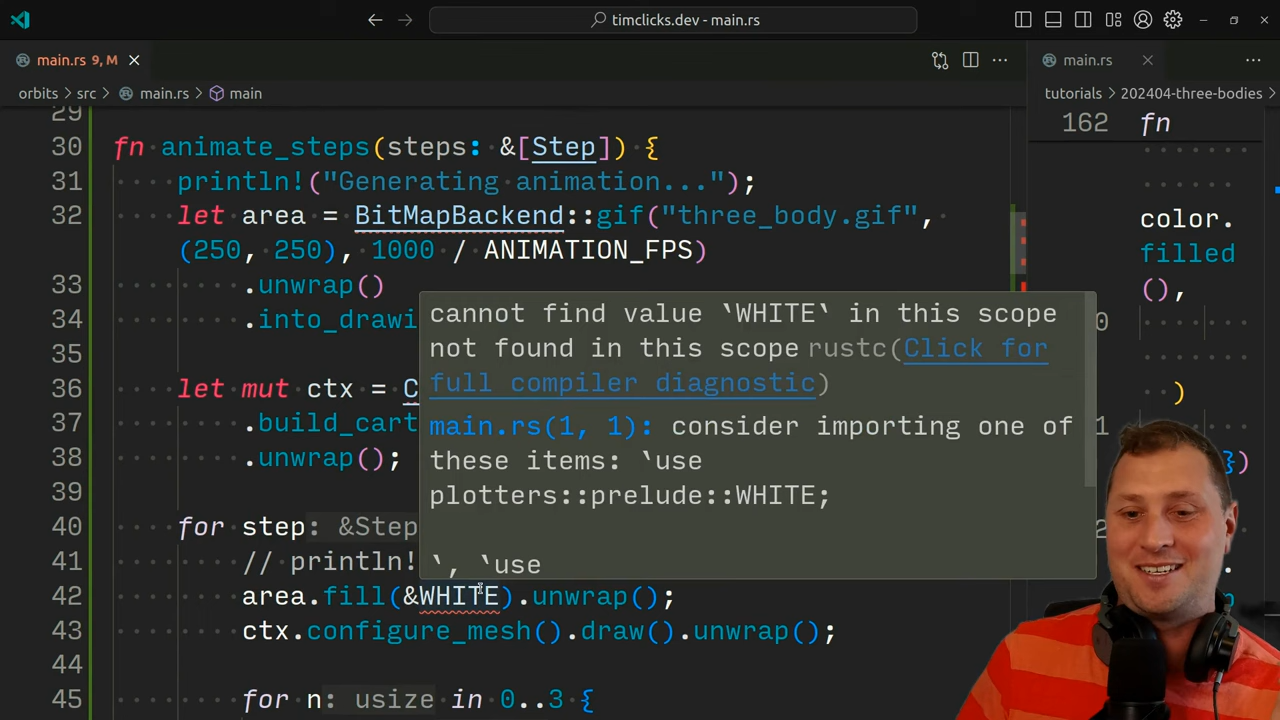 timclicks.dev - main.rs
main.rs 9, M
main.rs
orbits > src > main.rs > main
tutorials > 202404-three-bodies >
29
30 fn animate_steps(steps: &[Step]) {
31 println!("Generating animation...");
32 let area = BitMapBackend::gif("three_body.gif",
(250, 250), 1000 / ANIMATION_FPS)
33 .unwrap()
34 .into_drawi
35
36 let mut ctx = C
37 .build_cart
38 .unwrap();
39
40 for step: &Step
41 // println!
42 area.fill(&WHITE).unwrap();
43 ctx.configure_mesh().draw().unwrap();
44
45 for n: usize in 0..3 {
cannot find value `WHITE` in this scope
not found in this scope rustc(Click for
full compiler diagnostic)
main.rs(1, 1): consider importing one of
these items: `use
plotters::prelude::WHITE;
`, `use
162 fn
color.
filled
(),
0
)
1
})
2